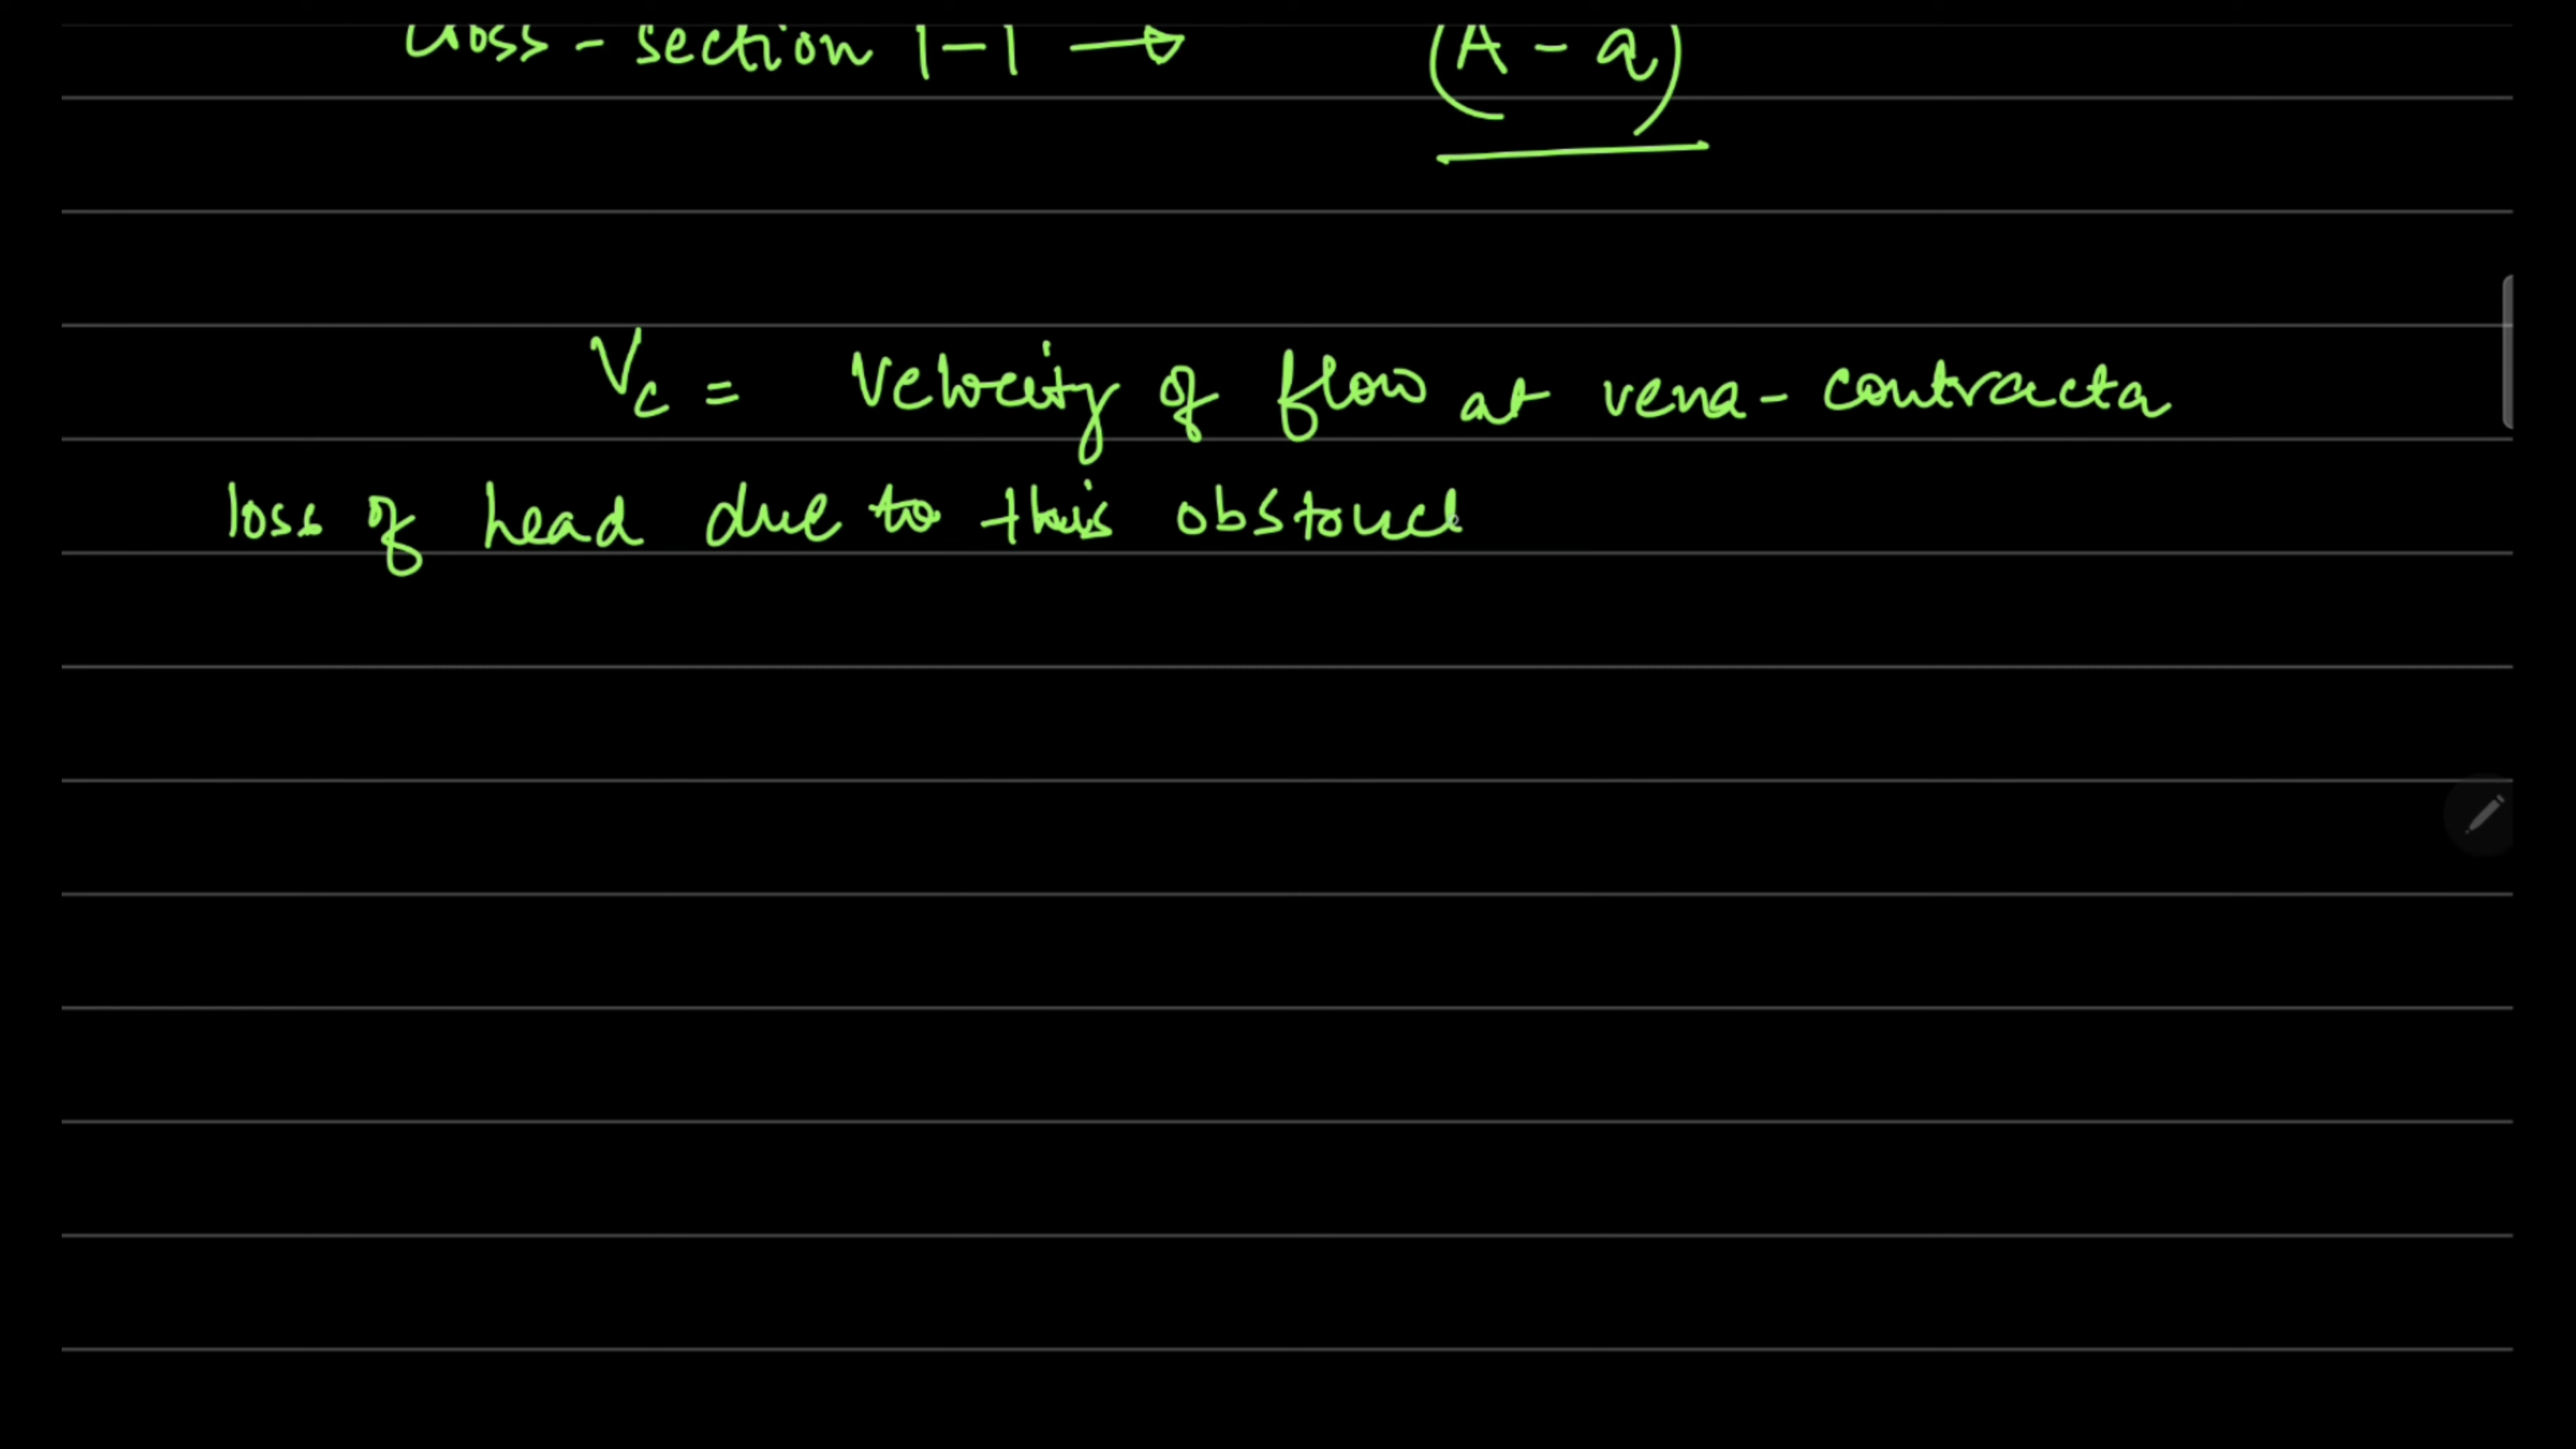 cross - section 1-1 → (A - a)
Vc = Velocity of flow at vena - contracta
loss of head due to this obstruct